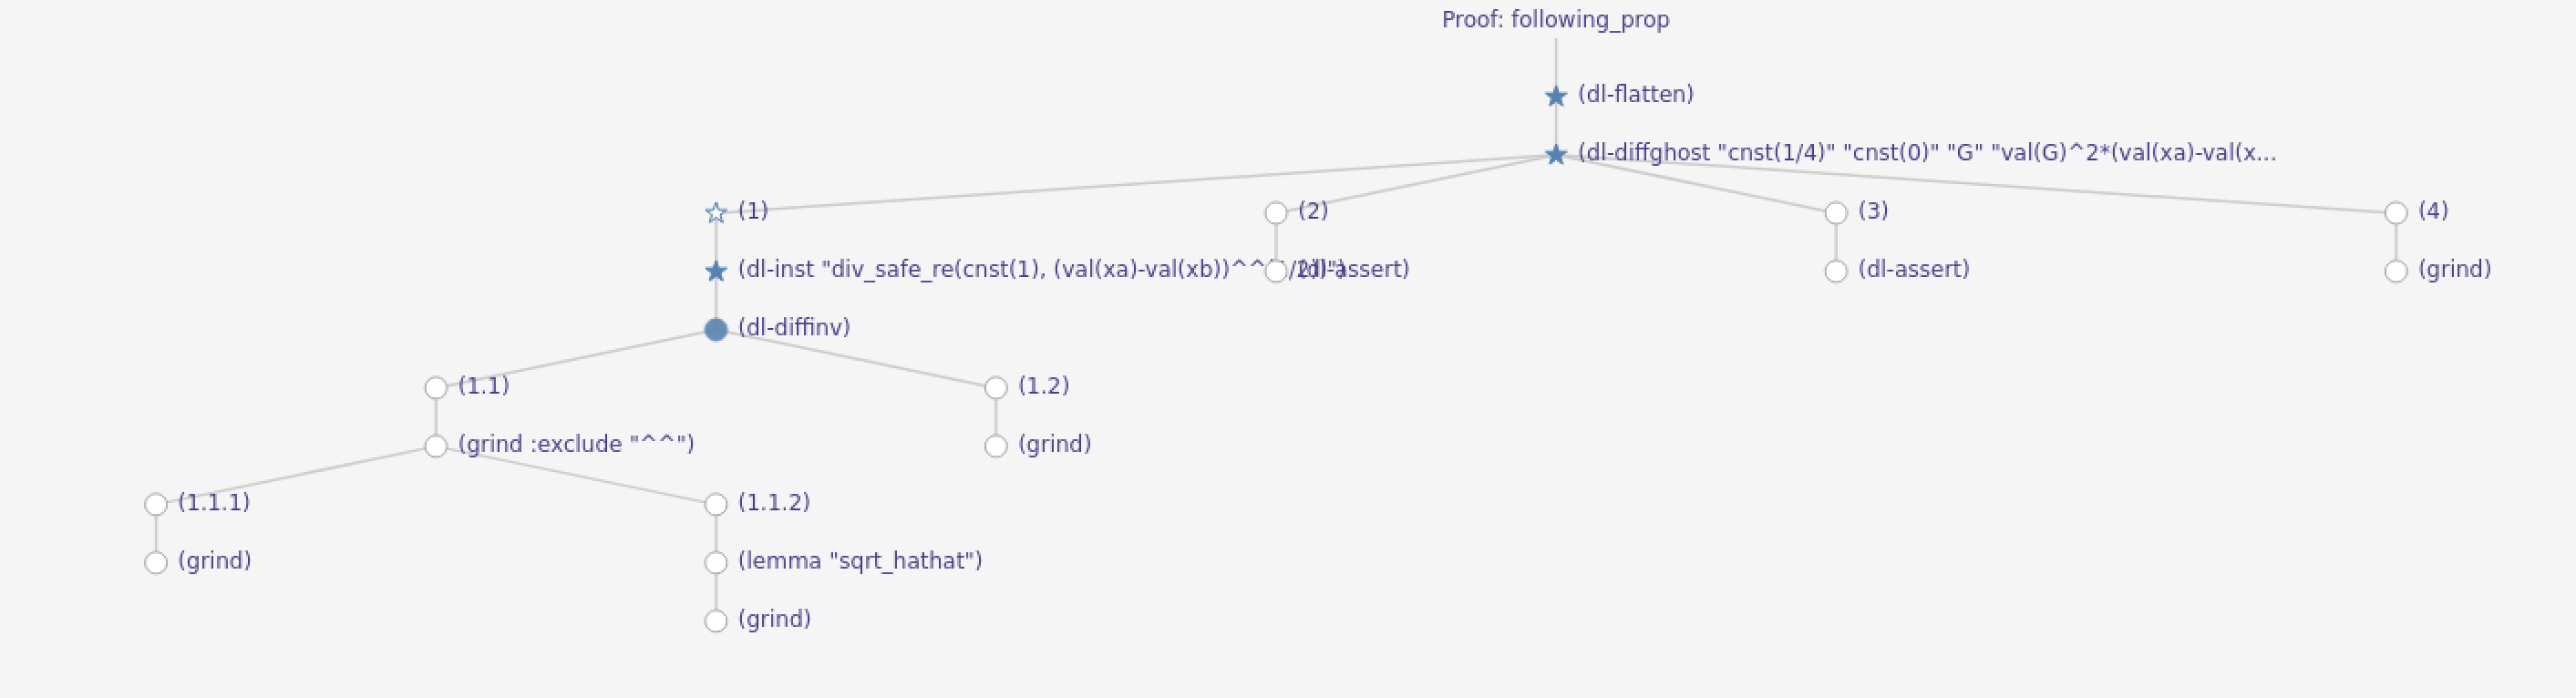 Proof: following_prop
(dl-flatten)
(dl-diffghost "cnst(1/4)" "cnst(0)" "G" "val(G)^2*(val(xa)-val(x...
(1)
(2)
(3)
(4)
(dl-inst "div_safe_re(cnst(1), (val(xa)-val(xb))^^
(dl-assert)
(dl-assert)
(grind)
(dl-diffinv)
(1.1)
(1.2)
(grind :exclude "^^")
(grind)
(1.1.1)
(1.1.2)
(grind)
(lemma "sqrt_hathat")
(grind)